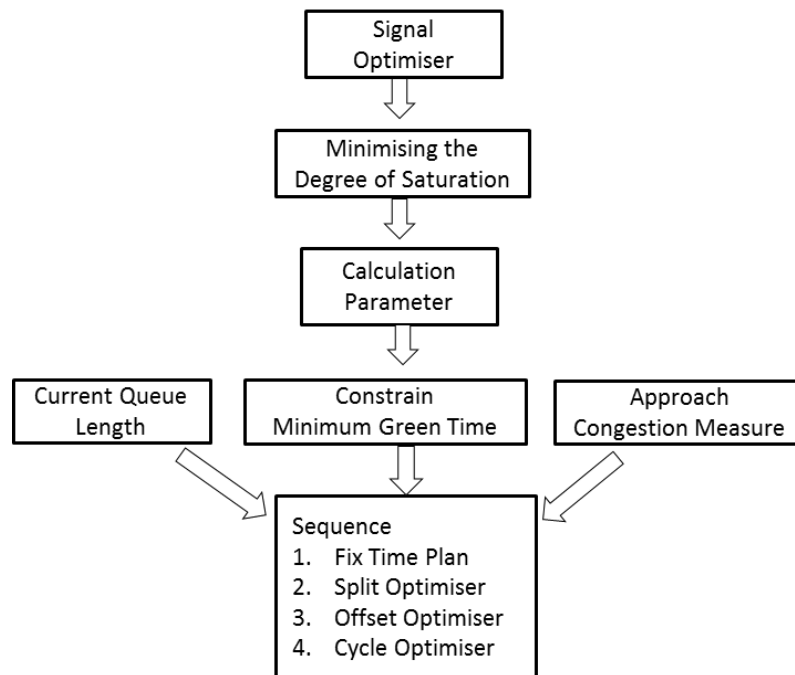 Signal
Optimiser
Minimising the
Degree of Saturation
Calculation
Parameter
Current Queue
Length
Constrain
Minimum Green Time
Approach
Congestion Measure
Sequence
1. Fix Time Plan
2. Split Optimiser
3. Offset Optimiser
4. Cycle Optimiser